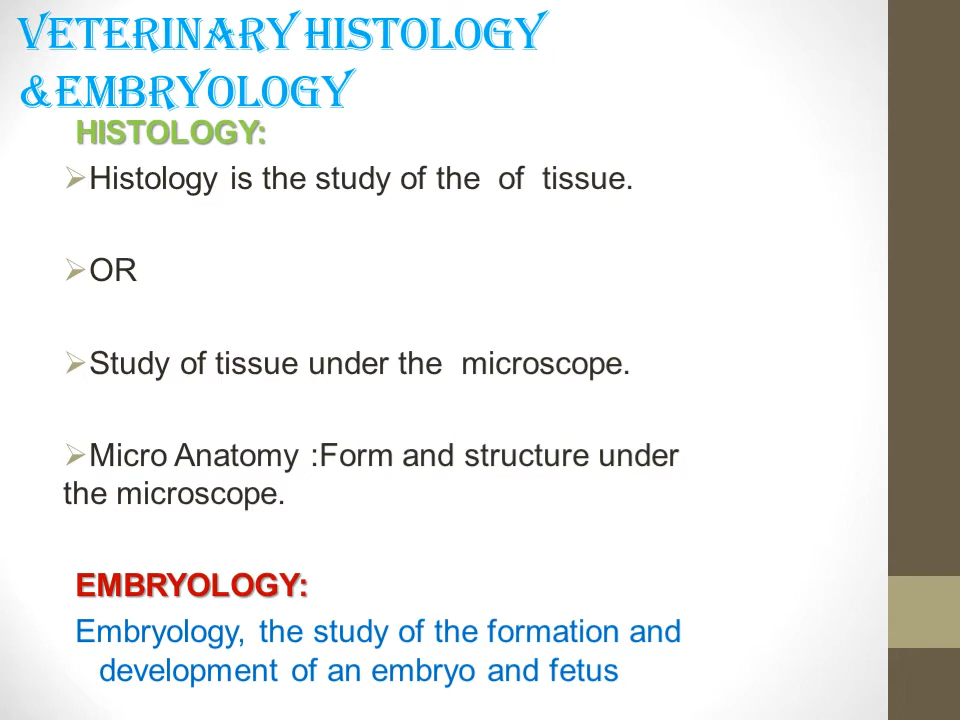 VETERINARY HISTOLOGY
&EMBRYOLOGY
HISTOLOGY:
Histology is the study of the of tissue.
OR
Study of tissue under the microscope.
Micro Anatomy :Form and structure under
the microscope.
EMBRYOLOGY:
Embryology, the study of the formation and
development of an embryo and fetus